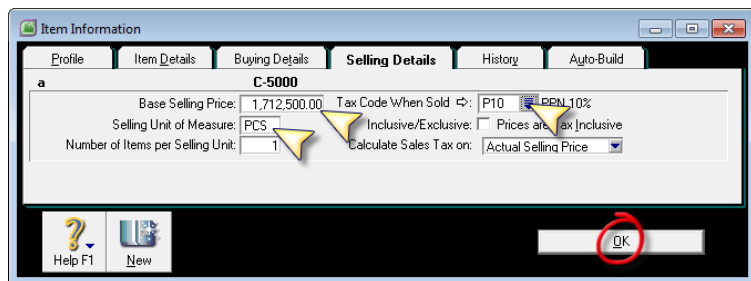 Item Information
Profile Item Details Buying Details Selling Details History Auto-Build
a C-5000
Base Selling Price: 1,712,500.00 Tax Code When Sold ⇨: P10 PPN 10%
Selling Unit of Measure: PCS Inclusive/Exclusive: Prices are Tax Inclusive
Number of Items per Selling Unit: 1 Calculate Sales Tax on: Actual Selling Price
OK
Help F1 New